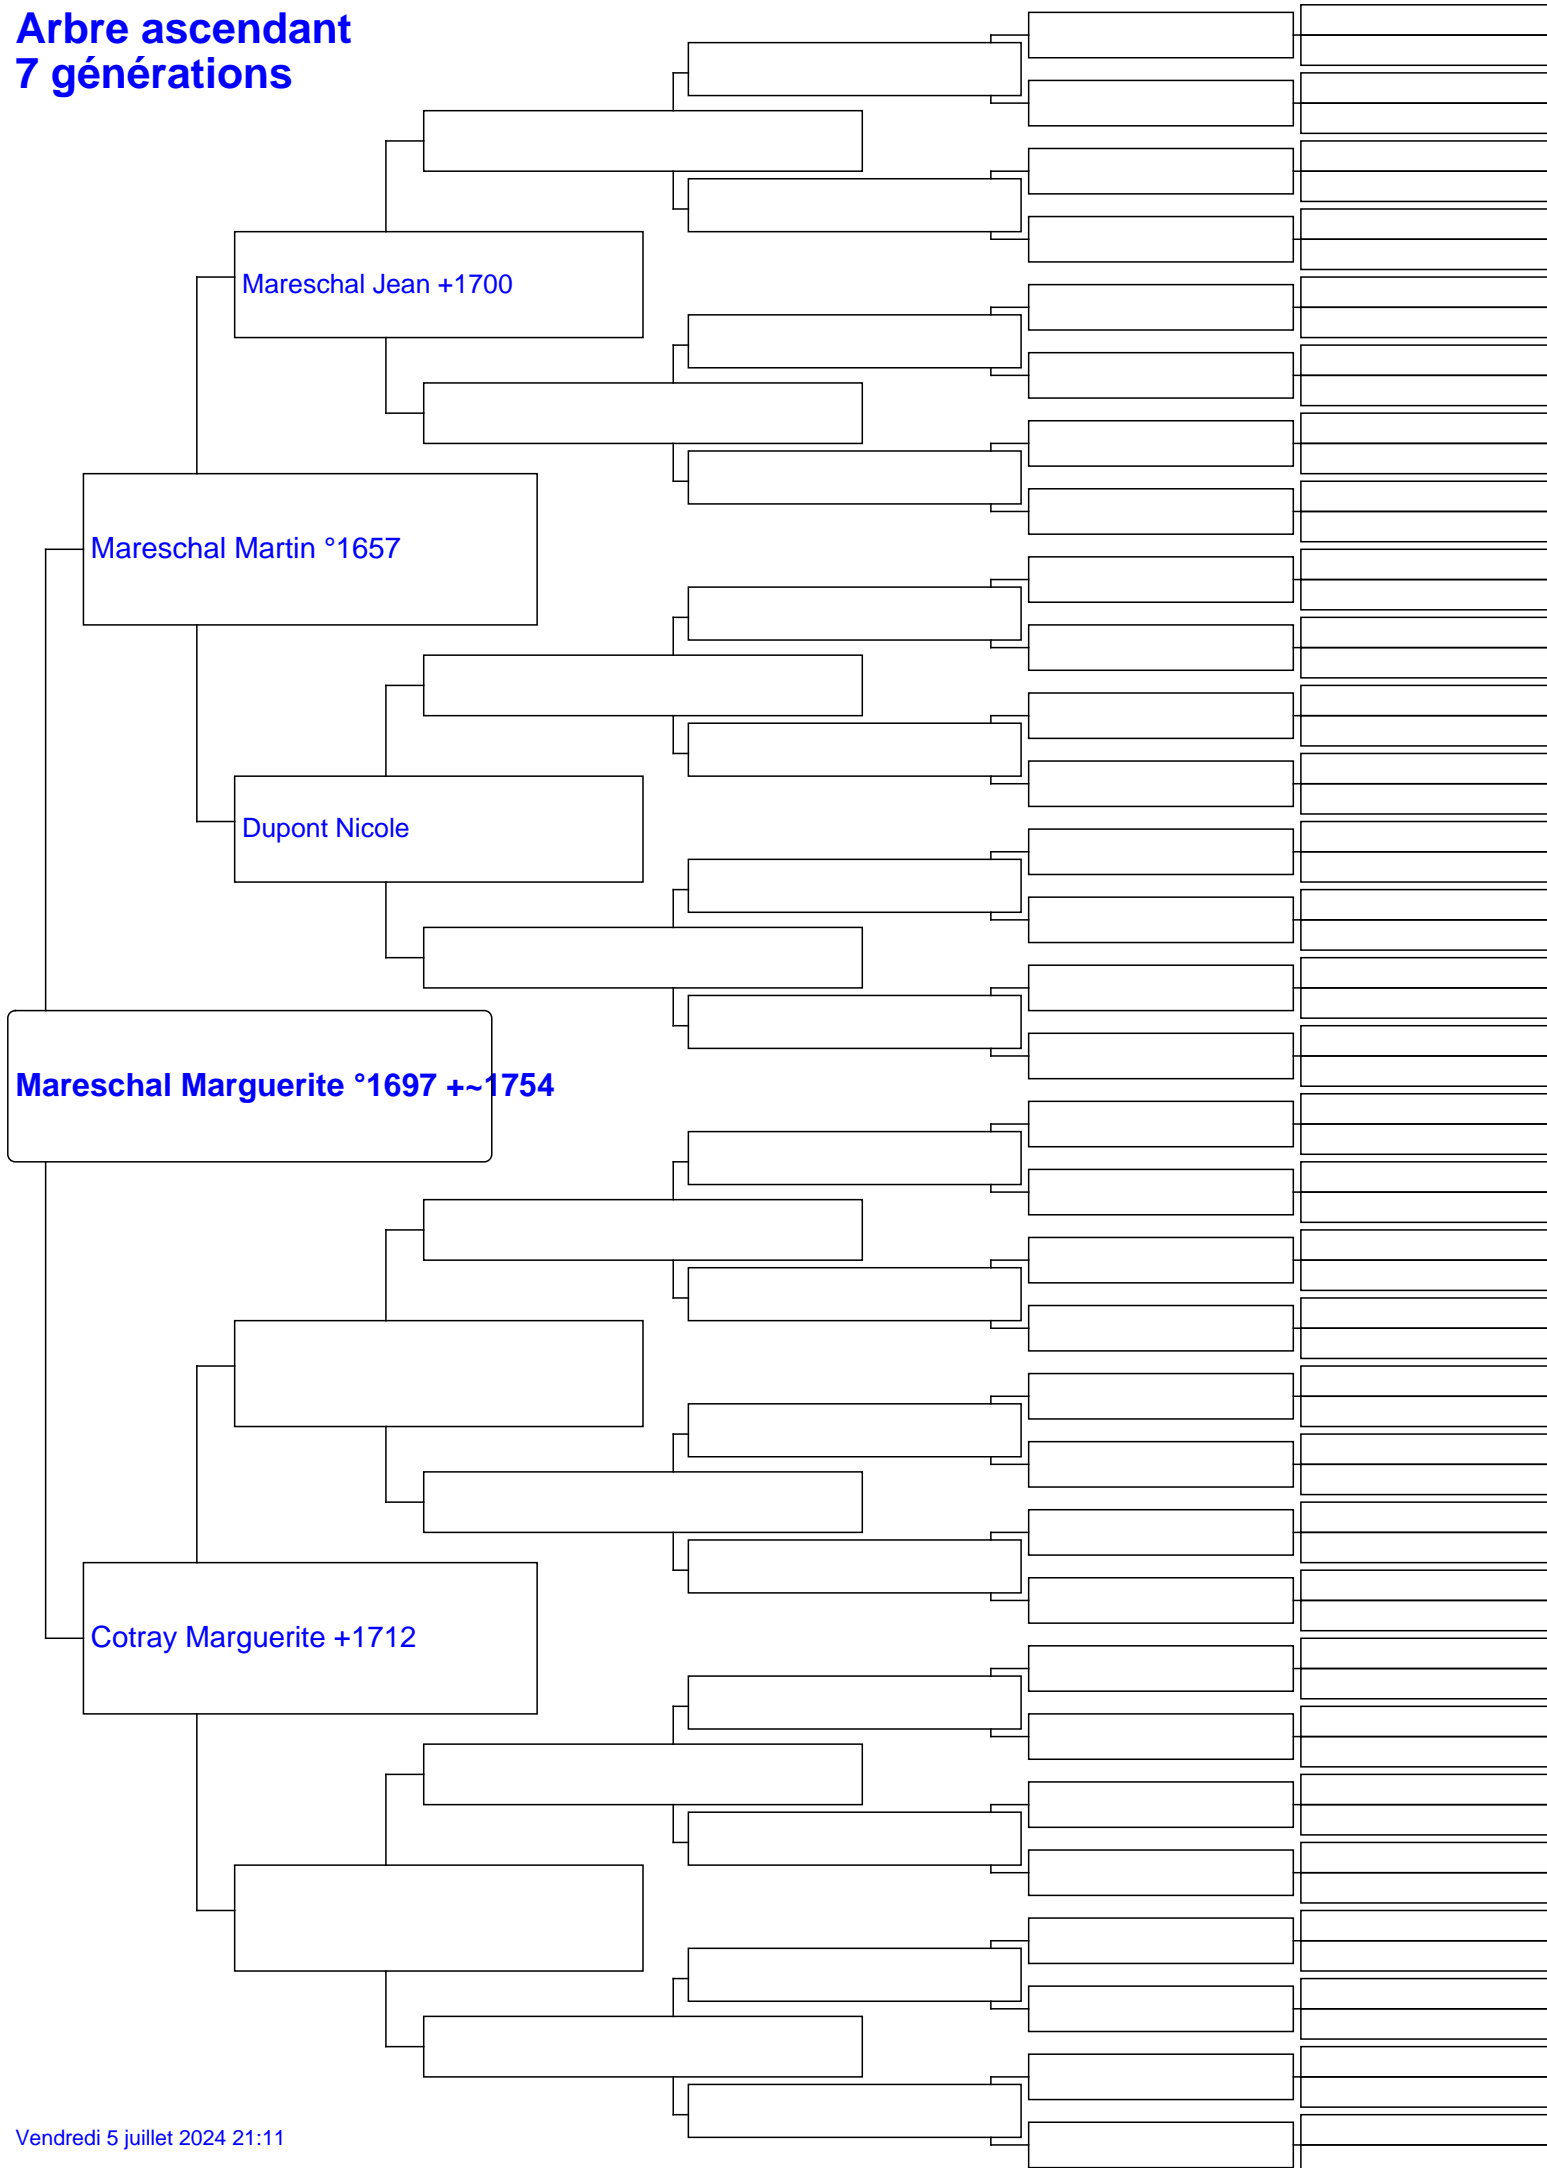 Arbre ascendant
7 générations
Mareschal Jean +1700
Mareschal Martin °1657
Dupont Nicole
Mareschal Marguerite °1697 +~1754
Cotray Marguerite +1712
Vendredi 5 juillet 2024 21:11